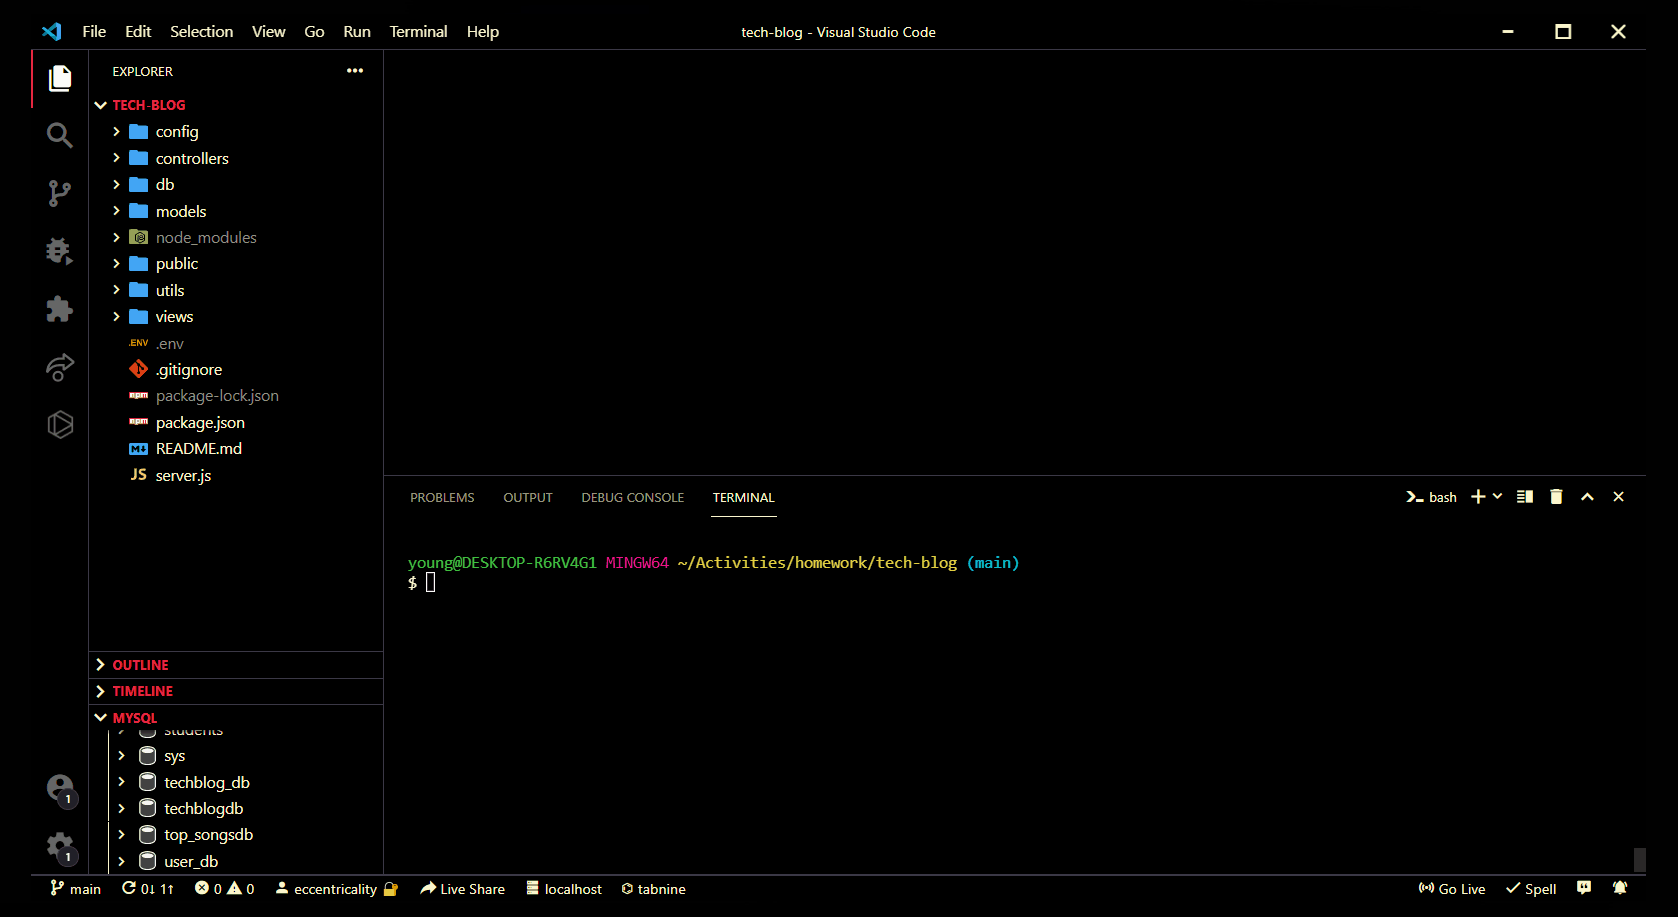 File Edit Selection View Go Run Terminal Help
tech-blog - Visual Studio Code
EXPLORER
TECH-BLOG
config
controllers
db
models
node_modules
public
utils
views
.ENV .env
.gitignore
npm package-lock.json
npm package.json
README.md
JS server.js
OUTLINE
TIMELINE
MYSQL
students
sys
techblog_db
techblogdb
top_songsdb
user_db
1
1
PROBLEMS OUTPUT DEBUG CONSOLE TERMINAL
bash
young@DESKTOP-R6RV4G1 MINGW64 ~/Activities/homework/tech-blog (main)
$
main 0↓ 1↑ 0 0 eccentricality Live Share localhost tabnine
Go Live Spell